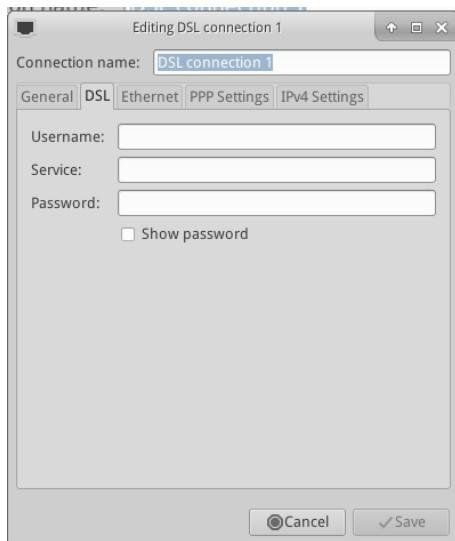 Editing DSL connection 1
Connection name: DSL connection 1
General DSL Ethernet PPP Settings IPv4 Settings
Username:
Service:
Password:
Show password
Cancel Save